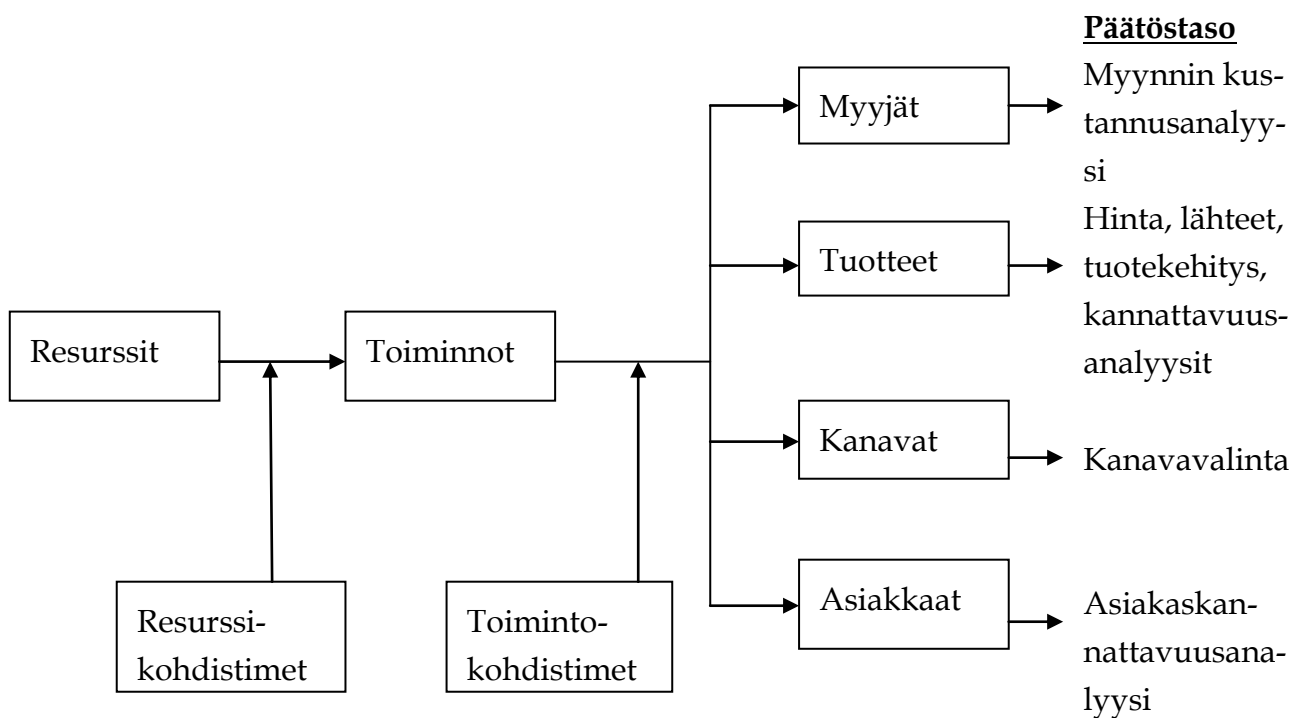 Päätöstaso
Myyjät
Myynnin kus-
tannusanalyy-
si
Tuotteet
Hinta, lähteet,
tuotekehitys,
kannattavuus-
analyysit
Resurssit
Toiminnot
Kanavat
Kanavavalinta
Resurssi-
kohdistimet
Toiminto-
kohdistimet
Asiakkaat
Asiakaskan-
nattavuusana-
lyysi